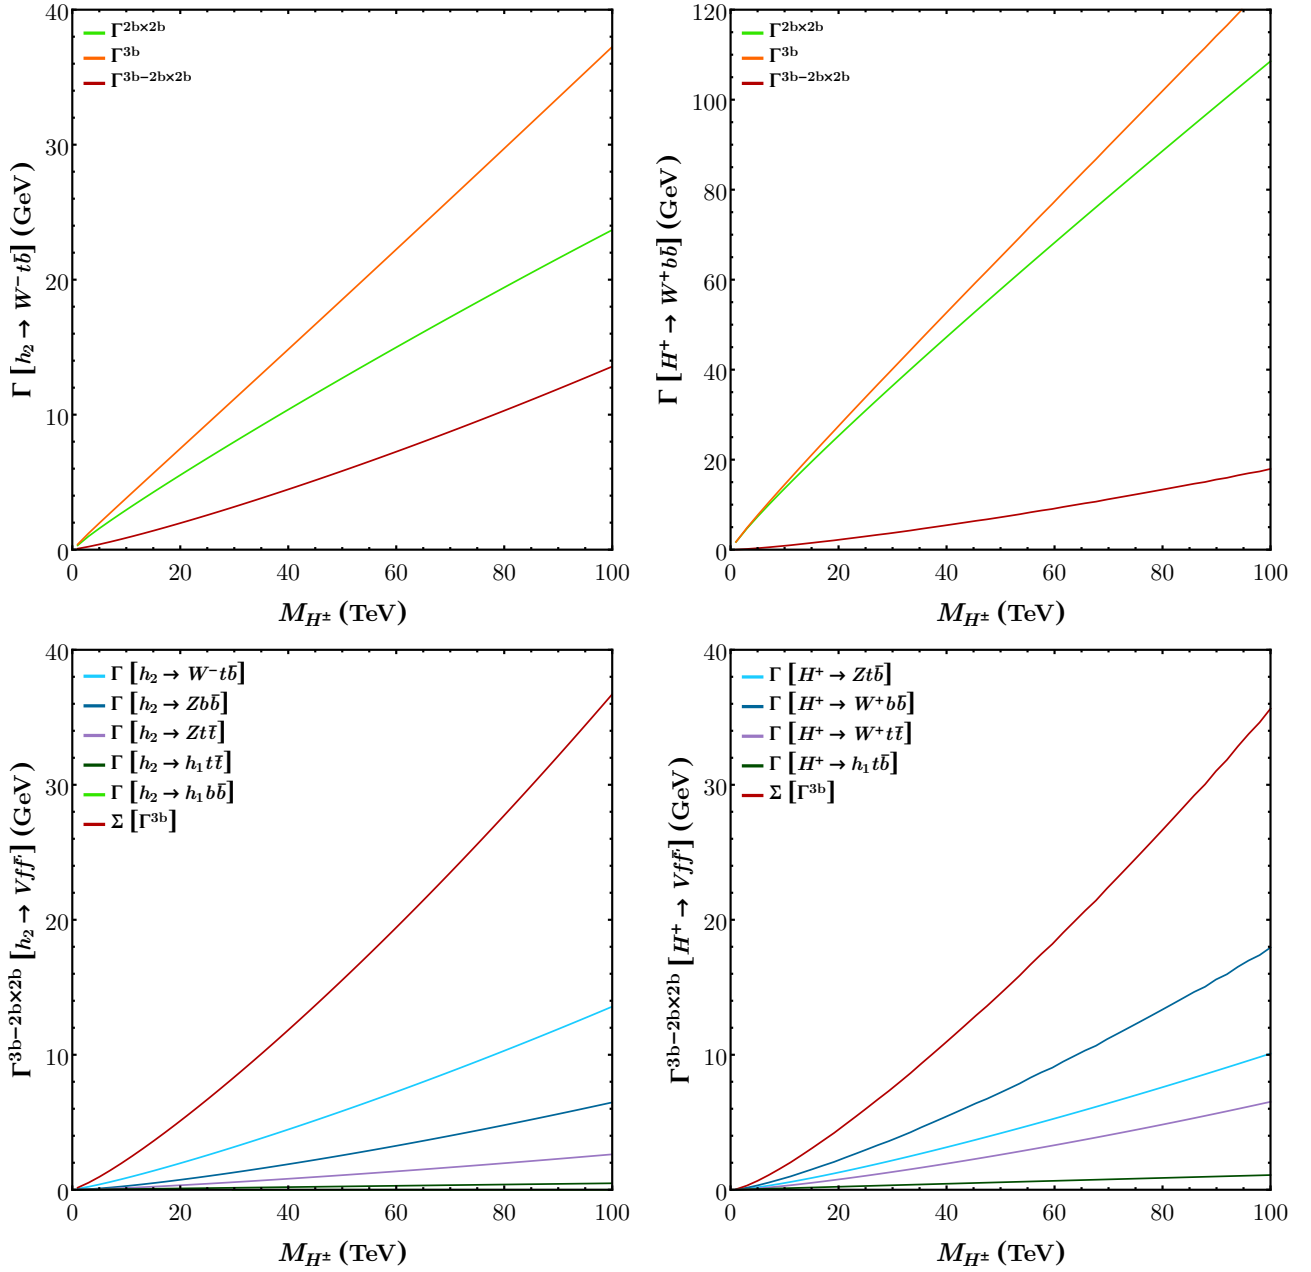 Γ^{2b×2b}
Γ^{3b}
Γ^{3b−2b×2b}
Γ [h₂ → W⁻tb̄] (GeV)
40
30
20
10
0
0 20 40 60 80 100
M_{H^±} (TeV)
Γ^{2b×2b}
Γ^{3b}
Γ^{3b−2b×2b}
Γ [H⁺ → W⁺bb̄] (GeV)
120
100
80
60
40
20
0
0 20 40 60 80 100
M_{H^±} (TeV)
Γ [h₂ → W⁻tb̄]
Γ [h₂ → Zbb̄]
Γ [h₂ → Ztt̄]
Γ [h₂ → h₁tt̄]
Γ [h₂ → h₁bb̄]
Σ [Γ^{3b}]
Γ^{3b−2b×2b} [h₂ → Vff̄'] (GeV)
40
30
20
10
0
0 20 40 60 80 100
M_{H^±} (TeV)
Γ [H⁺ → Ztb̄]
Γ [H⁺ → W⁺bb̄]
Γ [H⁺ → W⁺tt̄]
Γ [H⁺ → h₁tb̄]
Σ [Γ^{3b}]
Γ^{3b−2b×2b} [H⁺ → Vff̄'] (GeV)
40
30
20
10
0
0 20 40 60 80 100
M_{H^±} (TeV)